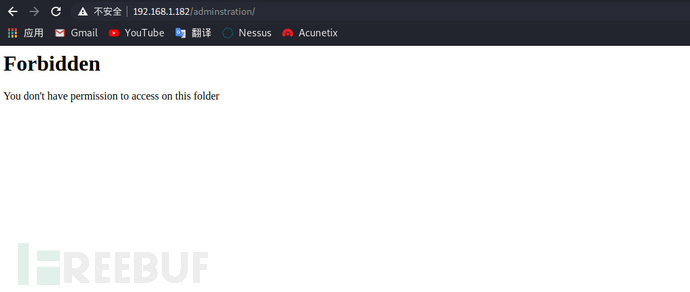 不安全 192.168.1.182/adminstration/
应用 Gmail YouTube 翻译 Nessus Acunetix
Forbidden
You don't have permission to access on this folder
FREEBUF